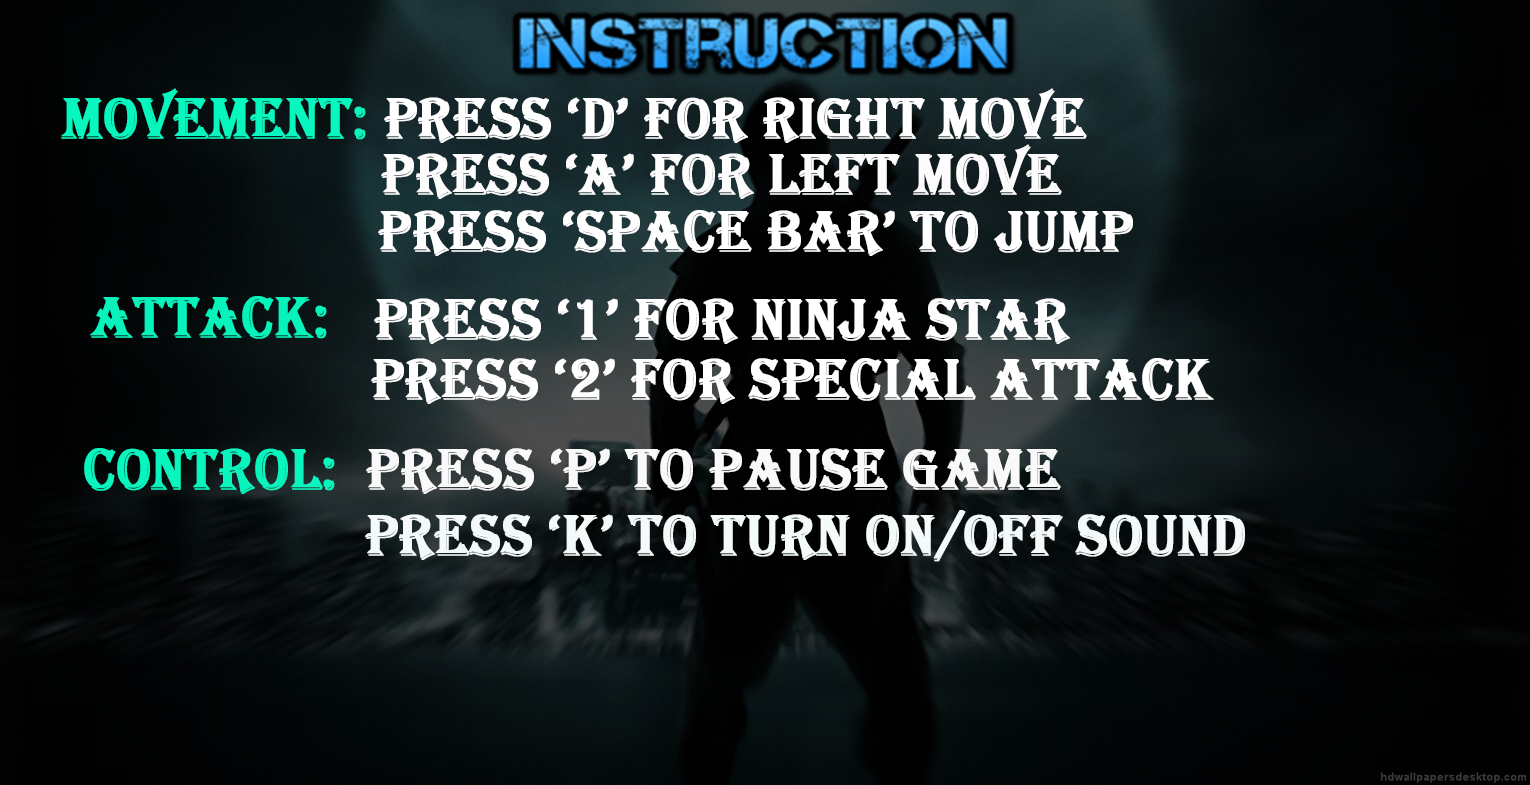 INSTRUCTION
MOVEMENT: PRESS ‘D’ FOR RIGHT MOVE
PRESS ‘A’ FOR LEFT MOVE
PRESS ‘SPACE BAR’ TO JUMP
ATTACK: PRESS ‘1’ FOR NINJA STAR
PRESS ‘2’ FOR SPECIAL ATTACK
CONTROL: PRESS ‘P’ TO PAUSE GAME
PRESS ‘K’ TO TURN ON/OFF SOUND
hdwallpapersdesktop.com